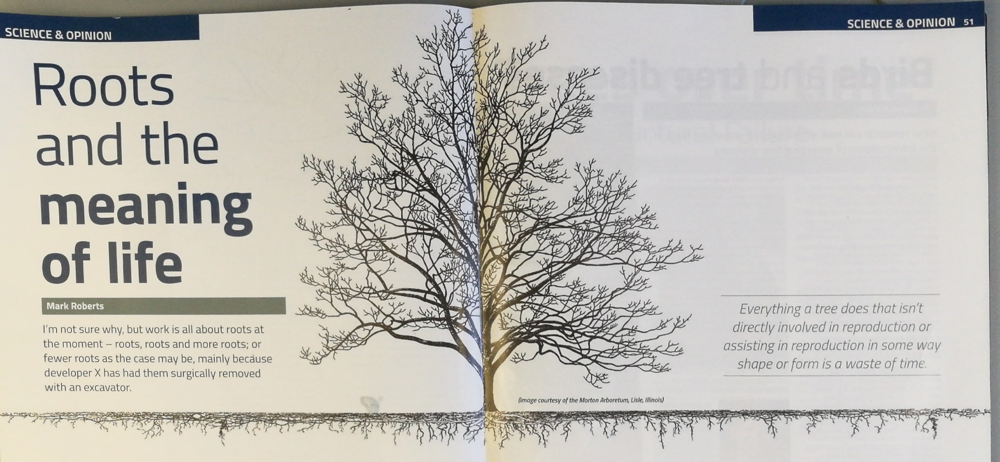 SCIENCE & OPINION
Roots
and the
meaning
of life
Mark Roberts
I'm not sure why, but work is all about roots at
the moment – roots, roots and more roots; or
fewer roots as the case may be, mainly because
developer X has had them surgically removed
with an excavator.
SCIENCE & OPINION 51
Everything a tree does that isn't
directly involved in reproduction or
assisting in reproduction in some way
shape or form is a waste of time.
(Image courtesy of the Morton Arboretum, Lisle, Illinois)